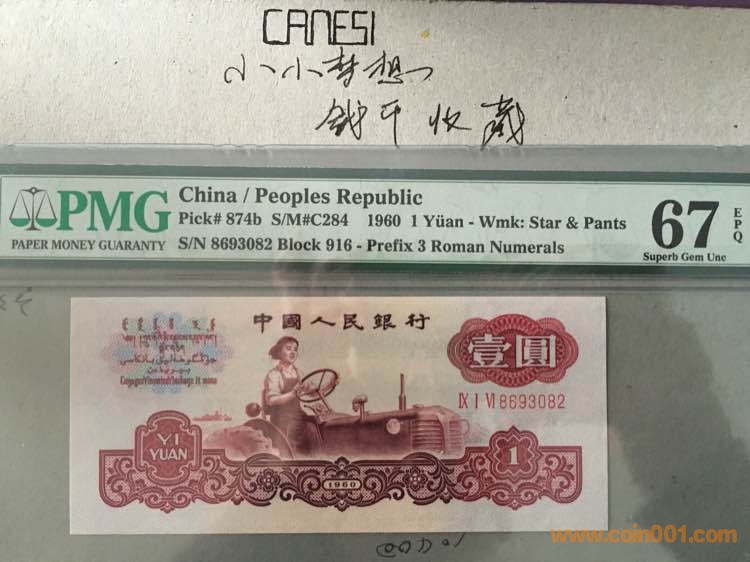 CANESI
小小梦想
钱币收藏
PMG
PAPER MONEY GUARANTY
China / Peoples Republic
Pick# 874b S/M#C284 1960 1 Yüan - Wmk: Star & Pants
S/N 8693082 Block 916 - Prefix 3 Roman Numerals
67
EPQ
Superb Gem Unc
中國人民銀行
壹圓
IX I VI 8693082
YI
YUAN
1960
1
www.coin001.com